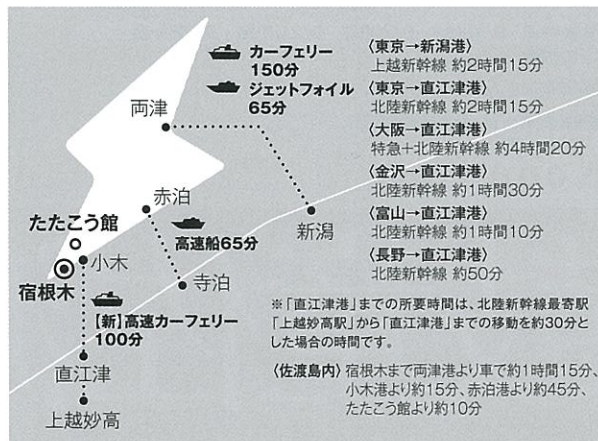 カーフェリー
150分
ジェットフォイル
65分
両津
赤泊
高速船65分
新潟
寺泊
たたこう館
小木
宿根木
【新】高速カーフェリー
100分
直江津
上越妙高
〈東京→新潟港〉
上越新幹線 約2時間15分
〈東京→直江津港〉
北陸新幹線 約2時間15分
〈大阪→直江津港〉
特急+北陸新幹線 約4時間20分
〈金沢→直江津港〉
北陸新幹線 約1時間30分
〈富山→直江津港〉
北陸新幹線 約1時間10分
〈長野→直江津港〉
北陸新幹線 約50分
※「直江津港」までの所要時間は、北陸新幹線最寄駅
「上越妙高駅」から「直江津港」までの移動を約30分と
した場合の時間です。
〈佐渡島内〉宿根木まで両津港より車で約1時間15分、
小木港より約15分、赤泊港より約45分、
たたこう館より約10分